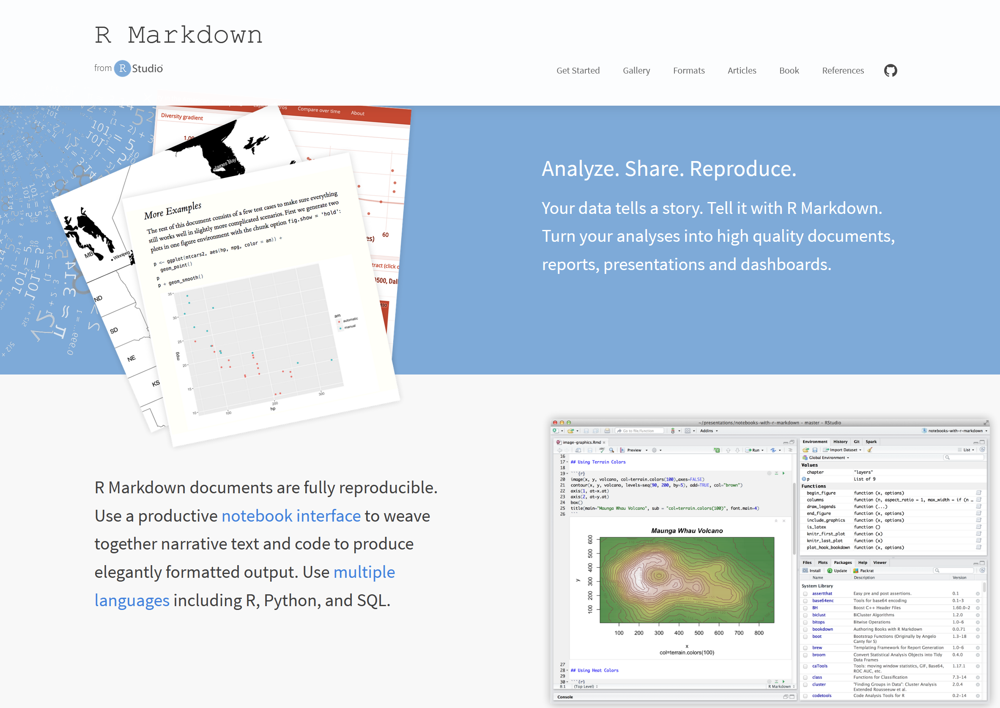 R Markdown
from R Studio
Get Started Gallery Formats Articles Book References
Compare over time About
Diversity gradient
1.00
James Bay
MB
Winnipeg
ND
SD
NE
KS
60
More Examples
The rest of this document consists of a few test cases to make sure everything
still works well in slightly more complicated scenarios. First we generate two
plots in one figure environment with the chunk option fig.show = 'hold':
p <- ggplot(mtcars2, aes(hp, mpg, color = am)) +
geom_point()
p
p + geom_smooth()
35
30
25
20
15
10
mpg
100
200
300
hp
am
automatic
manual
Analyze. Share. Reproduce.
Your data tells a story. Tell it with R Markdown.
Turn your analyses into high quality documents,
reports, presentations and dashboards.
R Markdown documents are fully reproducible.
Use a productive notebook interface to weave
together narrative text and code to produce
elegantly formatted output. Use multiple
languages including R, Python, and SQL.
~/presentations/notebooks-with-r-markdown - master - RStudio
Go to file/function Addins notebooks-with-r-markdown
image-graphics.Rmd
Preview Run
16
17 ## Using Terrain Colors
18
19 ```{r}
20 image(x, y, volcano, col=terrain.colors(100),axes=FALSE)
21 contour(x, y, volcano, levels=seq(90, 200, by=5), add=TRUE, col="brown")
22 axis(1, at=x.at)
23 axis(2, at=y.at)
24 box()
25 title(main="Maunga Whau Volcano", sub = "col=terrain.colors(100)", font.main=4)
26 ```
Maunga Whau Volcano
600
500
400
300
200
100
y
100 200 300 400 500 600 700 800
x
col=terrain.colors(100)
27
28 ## Using Heat Colors
29
30 ```{r}
8:1 (Top Level) R Markdown
Console
Environment History Git Spark
Import Dataset List
Global Environment
Values
chapter "layers"
p List of 9
Functions
begin_figure function (x, options)
columns function (n, aspect_ratio = 1, max_width = if (n …
draw_legends function (...)
end_figure function (x, options)
include_graphics function (x, options)
is_latex function ()
knitr_first_plot function (x)
knitr_last_plot function (x)
plot_hook_bookdown function (x, options)
Files Plots Packages Help Viewer
Install Update Packrat
Name Description Version
System Library
assertthat Easy pre and post assertions. 0.1
base64enc Tools for base64 encoding 0.1-3
BH Boost C++ Header Files 1.60.0-2
biclust BiCluster Algorithms 1.2.0
bitops Bitwise Operations 1.0-6
bookdown Authoring Books with R Markdown 0.0.71
boot Bootstrap Functions (Originally by Angelo 1.3-18
Canty for S)
brew Templating Framework for Report Generation 1.0-6
broom Convert Statistical Analysis Objects into Tidy 0.4.0
Data Frames
caTools Tools: moving window statistics, GIF, Base64, 1.17.1
ROC AUC, etc.
class Functions for Classification 7.3-14
cluster "Finding Groups in Data": Cluster Analysis 2.0.4
Extended Rousseeuw et al.
codetools Code Analysis Tools for R 0.2-14